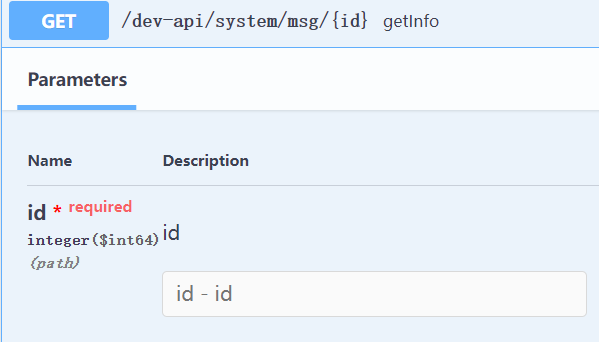 GET /dev-api/system/msg/{id} getInfo
Parameters
Name Description
id * required
integer($int64)
(path)
id
id - id